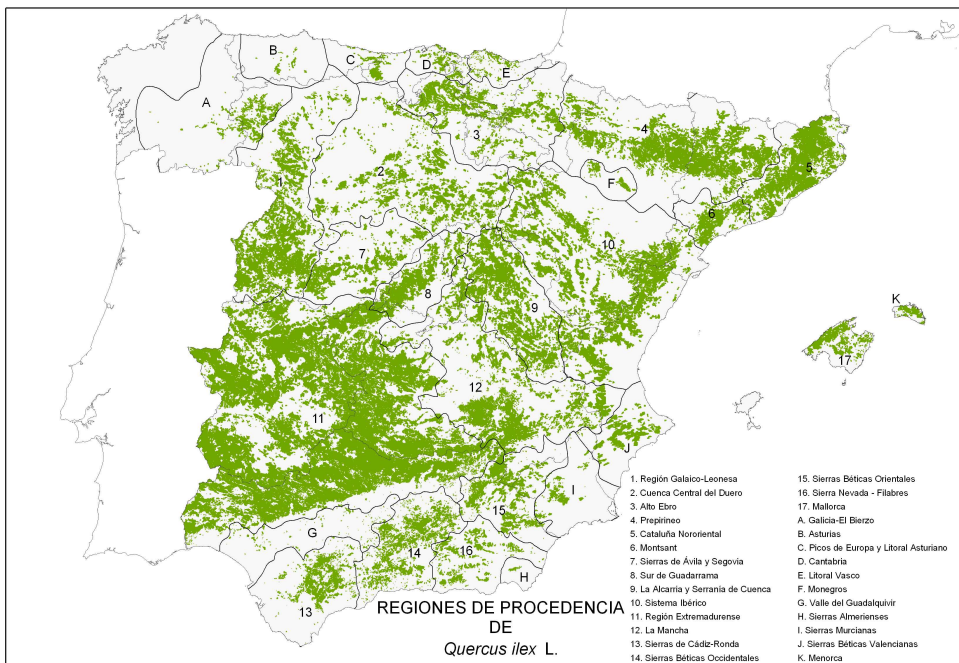 B
C
D
E
A
3
4
5
2
1
F
6
10
7
8
9
K
17
12
11
J
I
15
G
14
16
H
13
REGIONES DE PROCEDENCIA
DE
Quercus ilex L.
1. Región Galaico-Leonesa
2. Cuenca Central del Duero
3. Alto Ebro
4. Prepirineo
5. Cataluña Nororiental
6. Montsant
7. Sierras de Ávila y Segovia
8. Sur de Guadarrama
9. La Alcarria y Serranía de Cuenca
10. Sistema Ibérico
11. Región Extremadurense
12. La Mancha
13. Sierras de Cádiz-Ronda
14. Sierras Béticas Occidentales
15. Sierras Béticas Orientales
16. Sierra Nevada - Filabres
17. Mallorca
A. Galicia-El Bierzo
B. Asturias
C. Picos de Europa y Litoral Asturiano
D. Cantabria
E. Litoral Vasco
F. Monegros
G. Valle del Guadalquivir
H. Sierras Almerienses
I. Sierras Murcianas
J. Sierras Béticas Valencianas
K. Menorca